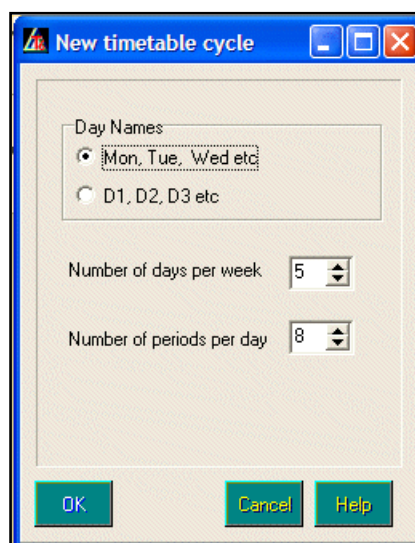 New timetable cycle
Day Names
Mon, Tue, Wed etc
D1, D2, D3 etc
Number of days per week 5
Number of periods per day 8
OK Cancel Help